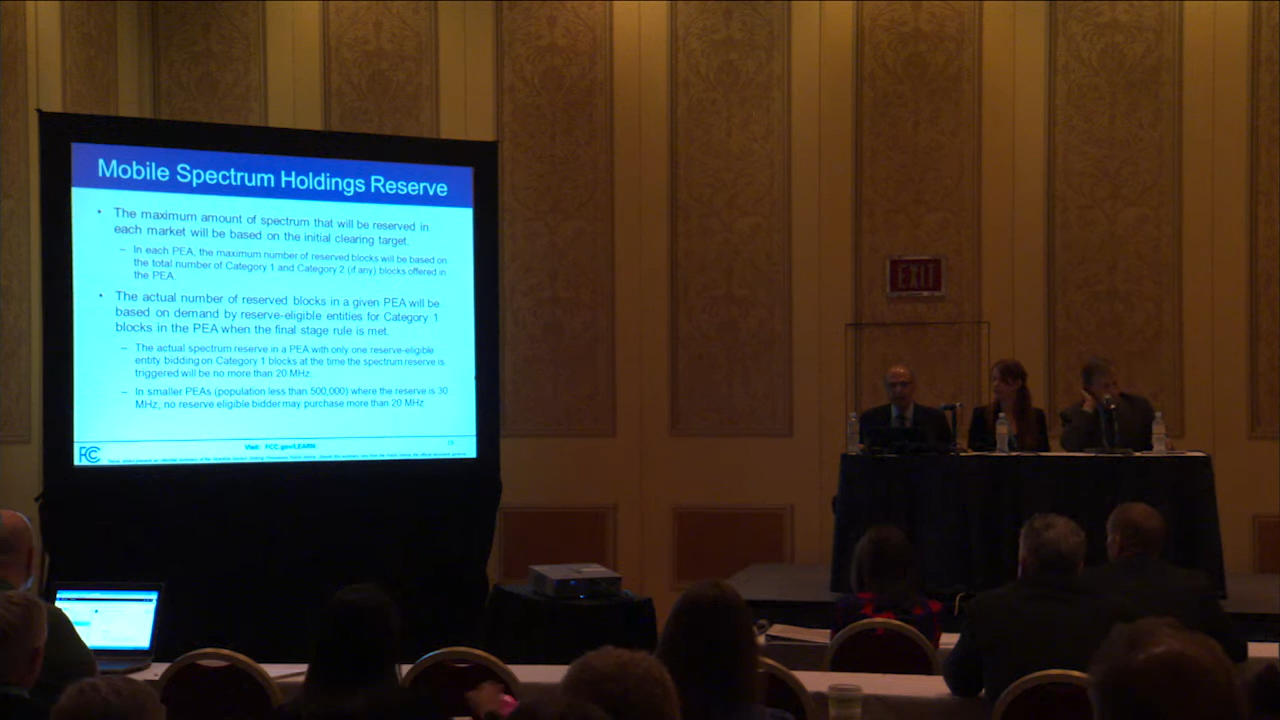 Mobile Spectrum Holdings Reserve
• The maximum amount of spectrum that will be reserved in
each market will be based on the initial clearing target.
– In each PEA, the maximum number of reserved blocks will be based on
the total number of Category 1 and Category 2 (if any) blocks offered in
the PEA.
• The actual number of reserved blocks in a given PEA will be
based on demand by reserve-eligible entities for Category 1
blocks in the PEA when the final stage rule is met.
– The actual spectrum reserve in a PEA with only one reserve-eligible
entity bidding on Category 1 blocks at the time the spectrum reserve is
triggered will be no more than 20 MHz.
– In smaller PEAs (population less than 500,000) where the reserve is 30
MHz, no reserve eligible bidder may purchase more than 20 MHz
Visit: FCC.gov/LEARN
FCC
EXIT